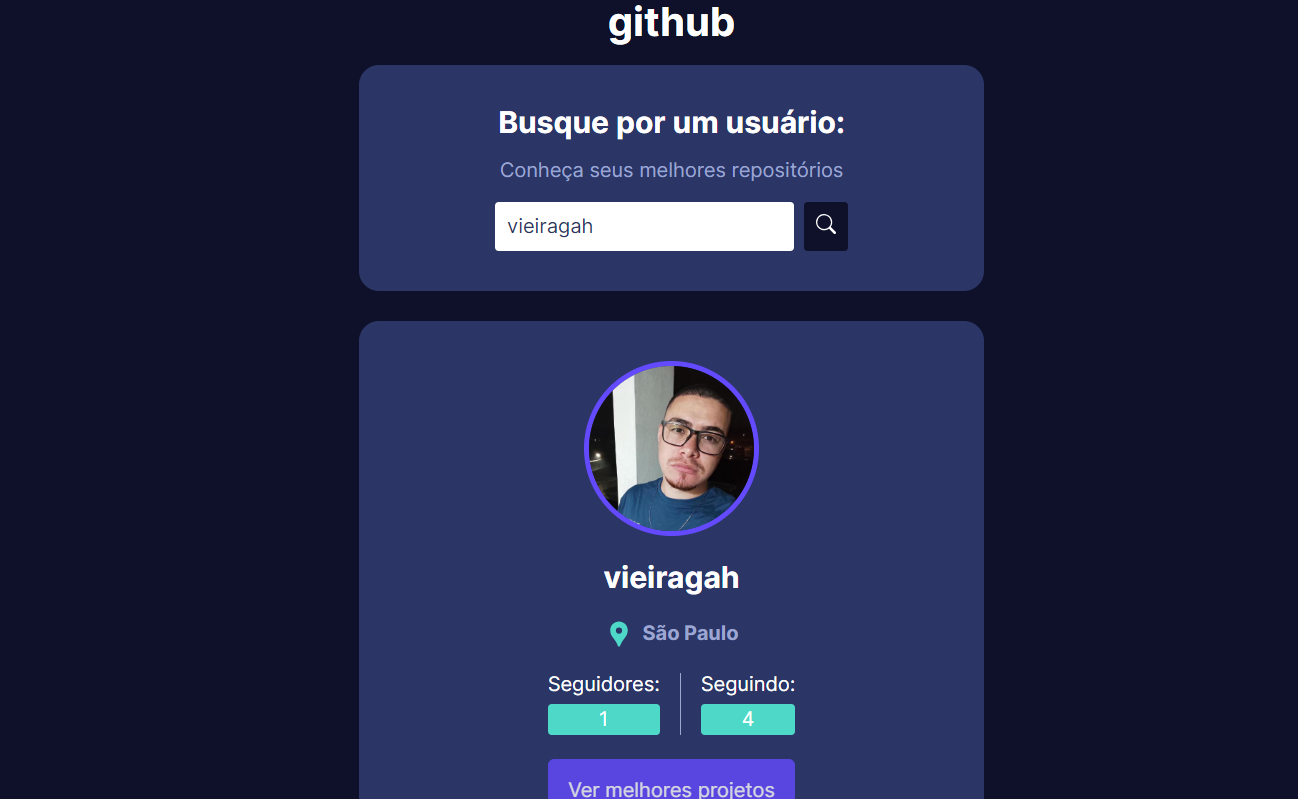 github
Busque por um usuário:
Conheça seus melhores repositórios
vieiragah
vieiragah
São Paulo
Seguidores: Seguindo:
1 4
Ver melhores projetos